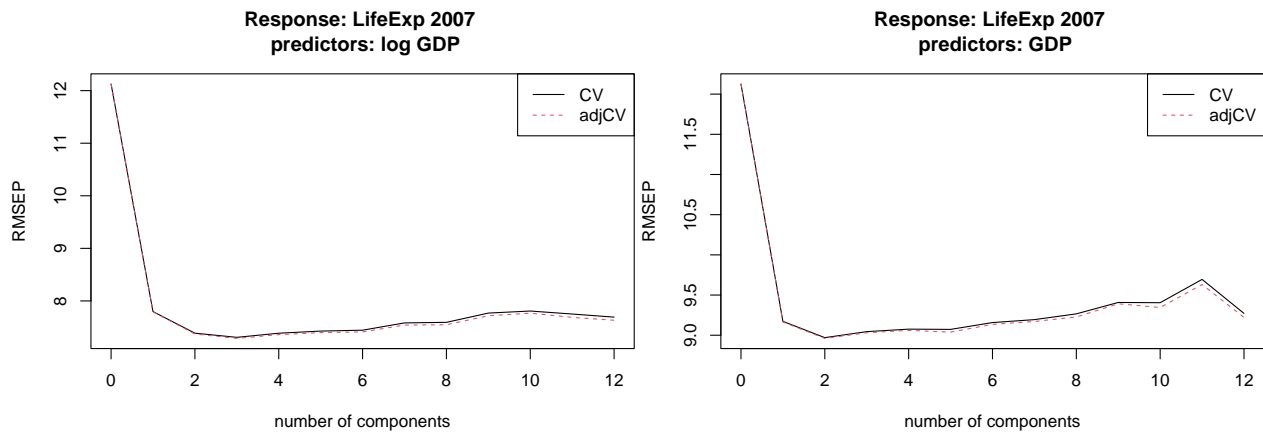 Response: LifeExp 2007
predictors: log GDP
CV
adjCV
RMSEP
12
11
10
9
8
0 2 4 6 8 10 12
number of components
Response: LifeExp 2007
predictors: GDP
CV
adjCV
RMSEP
11.5
10.5
9.5
9.0
0 2 4 6 8 10 12
number of components